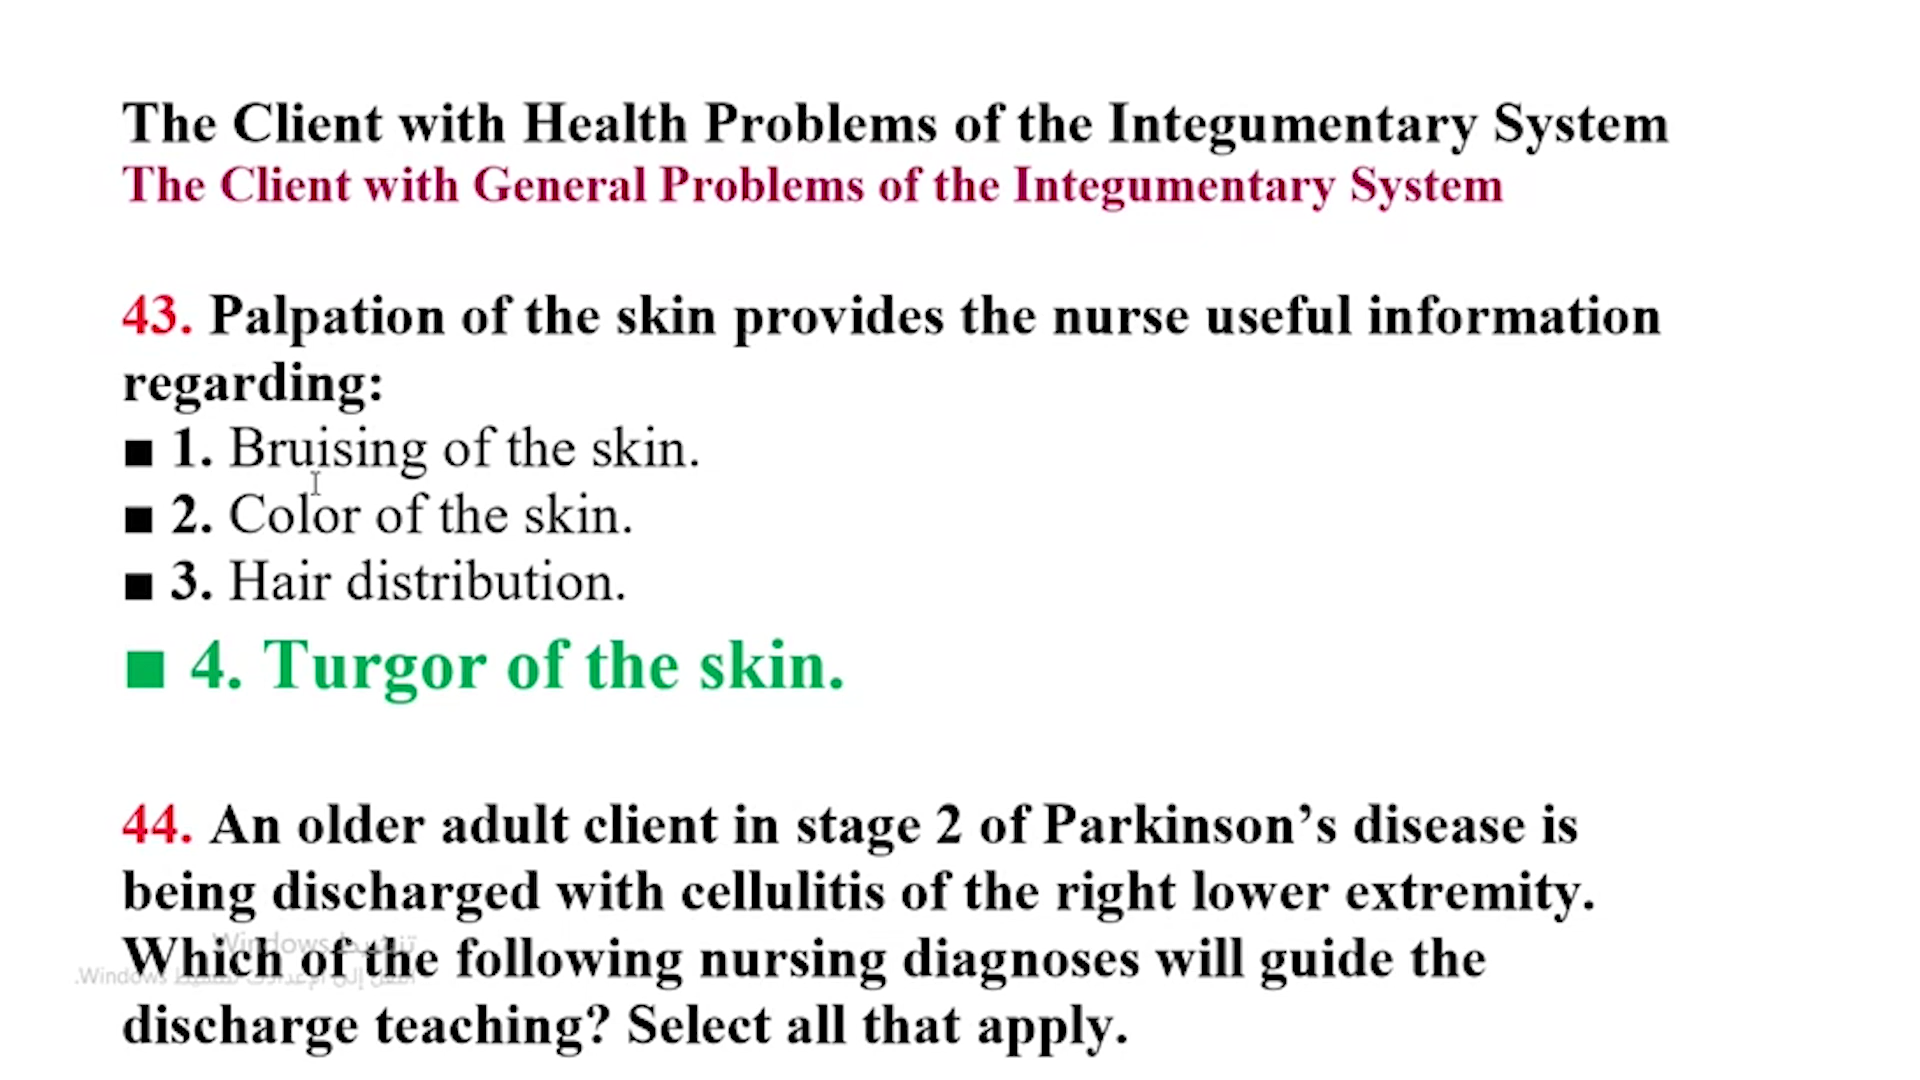 The Client with Health Problems of the Integumentary System
The Client with General Problems of the Integumentary System
43. Palpation of the skin provides the nurse useful information
regarding:
■ 1. Bruising of the skin.
■ 2. Color of the skin.
■ 3. Hair distribution.
■ 4. Turgor of the skin.
44. An older adult client in stage 2 of Parkinson’s disease is
being discharged with cellulitis of the right lower extremity.
تنشيط Windows
Which of the following nursing diagnoses will guide the
Windows.
discharge teaching? Select all that apply.